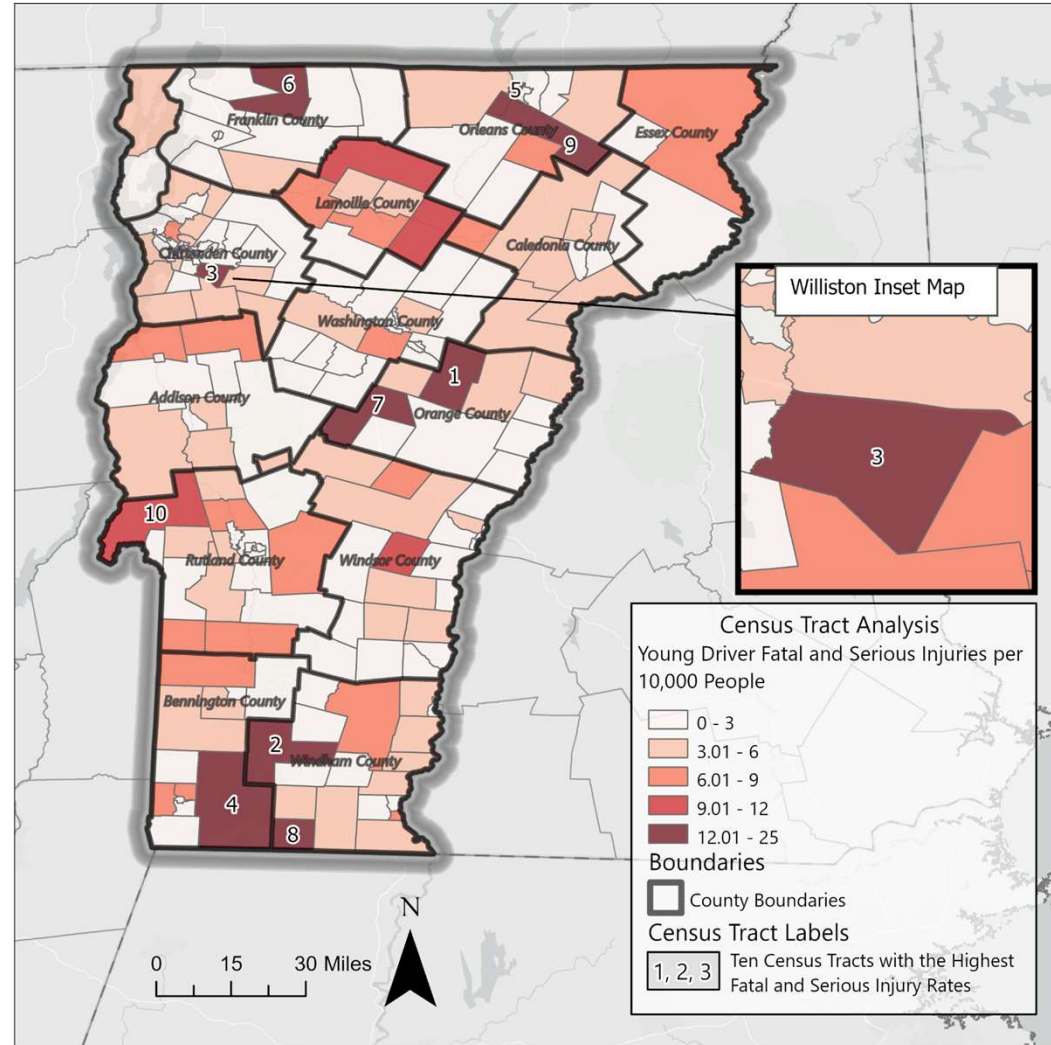 6
5
Franklin County
Orleans County
Essex County
9
Lamoille County
Chittenden County
Caledonia County
3
Williston Inset Map
Washington County
1
3
Addison County
7
Orange County
10
Rutland County
Windsor County
Census Tract Analysis
Young Driver Fatal and Serious Injuries per
10,000 People
Bennington County
0 - 3
2
3.01 - 6
Windham County
6.01 - 9
4
9.01 - 12
8
12.01 - 25
Boundaries
County Boundaries
N
Census Tract Labels
0 15 30 Miles
1, 2, 3
Ten Census Tracts with the Highest
Fatal and Serious Injury Rates